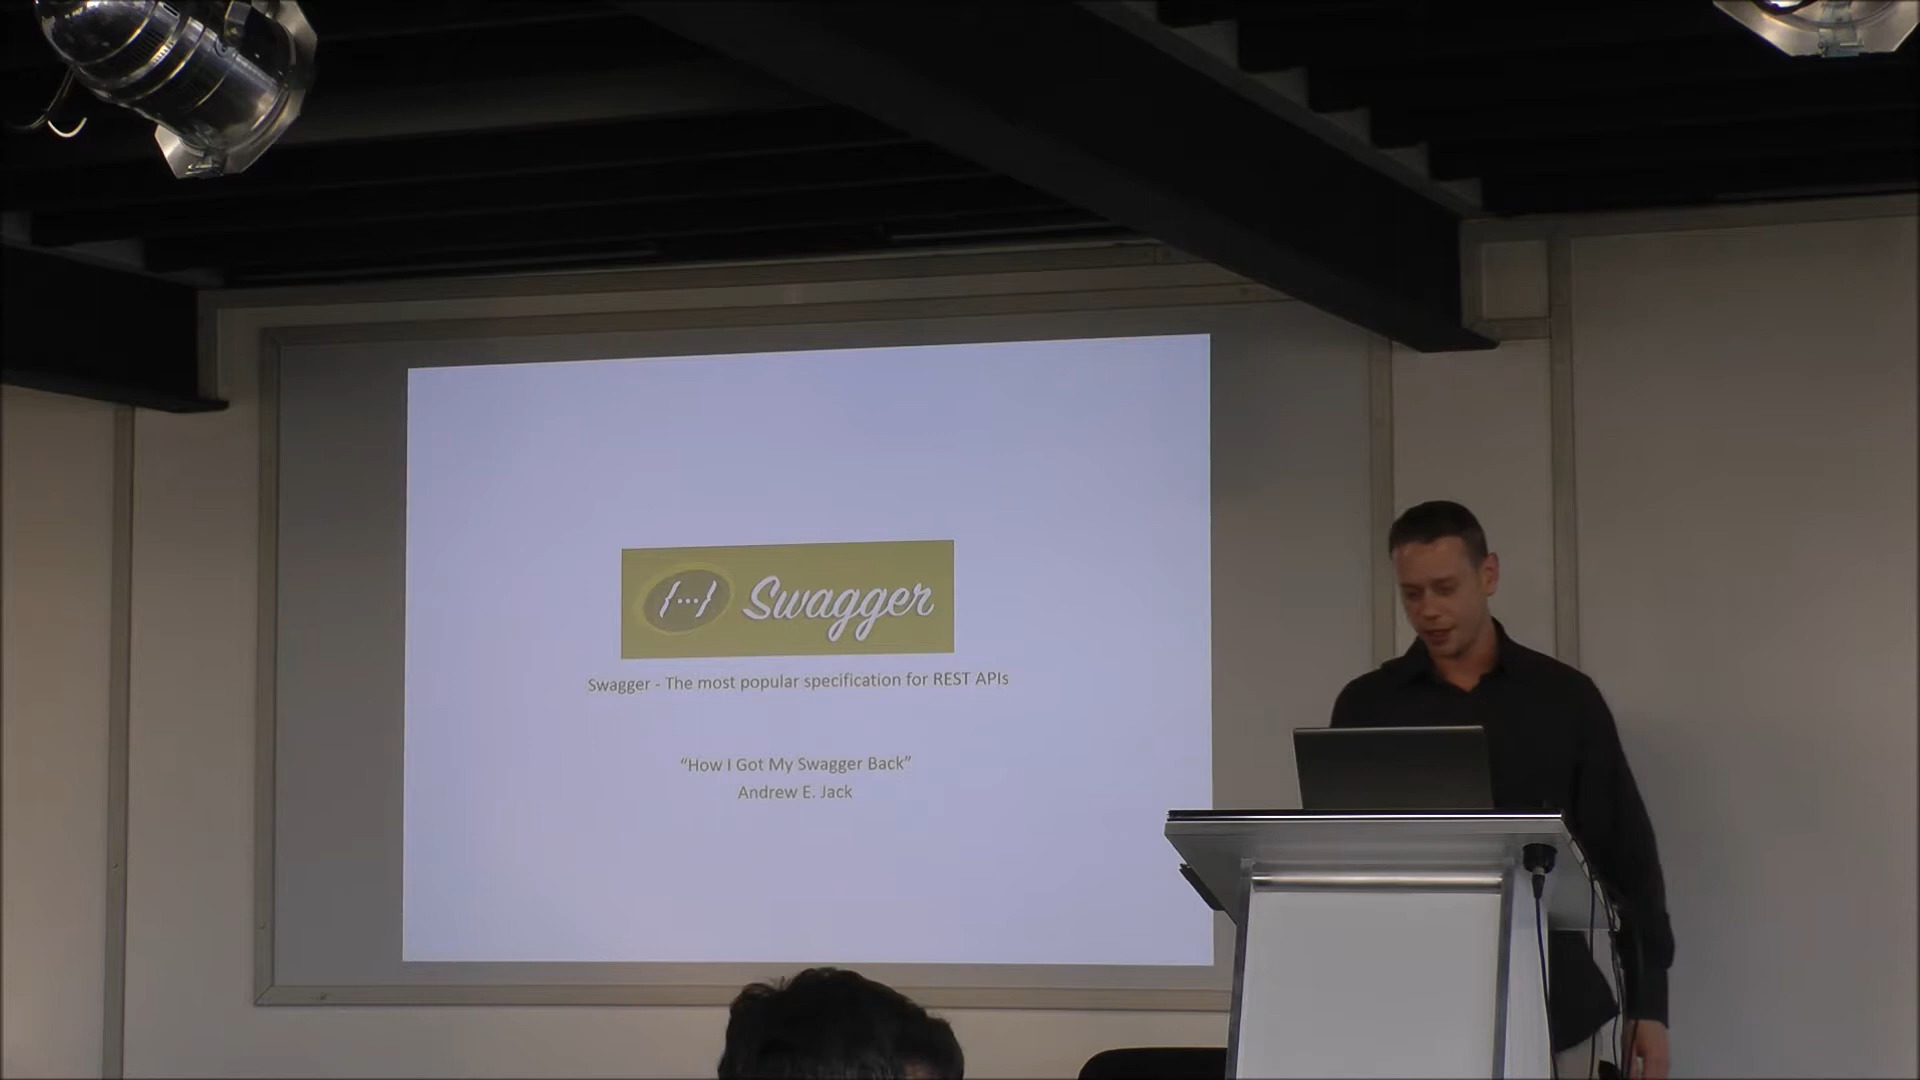 {...} Swagger
Swagger - The most popular specification for REST APIs
“How I Got My Swagger Back”
Andrew E. Jack